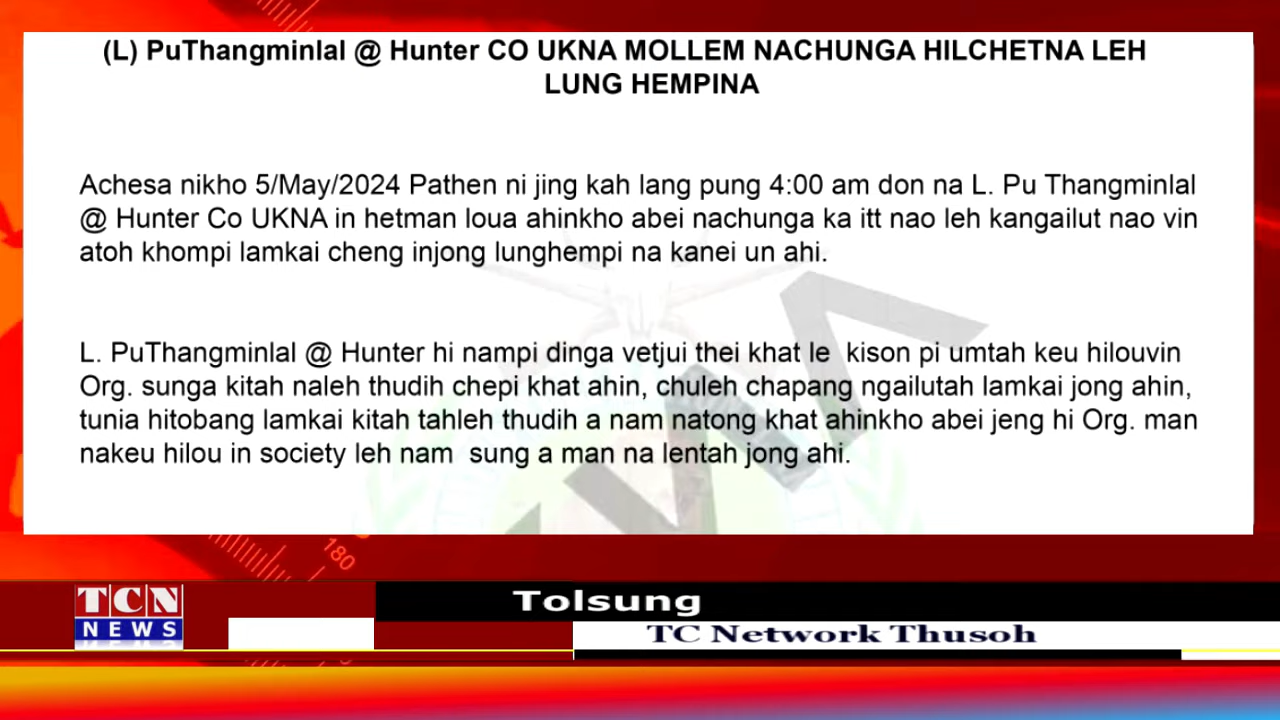 (L) PuThangminlal @ Hunter CO UKNA MOLLEM NACHUNGA HILCHETNA LEH
LUNG HEMPINA
Achesa nikho 5/May/2024 Pathen ni jing kah lang pung 4:00 am don na L. Pu Thangminlal
@ Hunter Co UKNA in hetman loua ahinkho abei nachunga ka itt nao leh kangailut nao vin
atoh khompi lamkai cheng injong lunghempi na kanei un ahi.
L. PuThangminlal @ Hunter hi nampi dinga vetjui thei khat le kison pi umtah keu hilouvin
Org. sunga kitah naleh thudih chepi khat ahin, chuleh chapang ngailutah lamkai jong ahin,
tunia hitobang lamkai kitah tahleh thudih a nam natong khat ahinkho abei jeng hi Org. man
nakeu hilou in society leh nam sung a man na lentah jong ahi.
180
TCN
NEWS
Tolsung
TC Network Thusoh